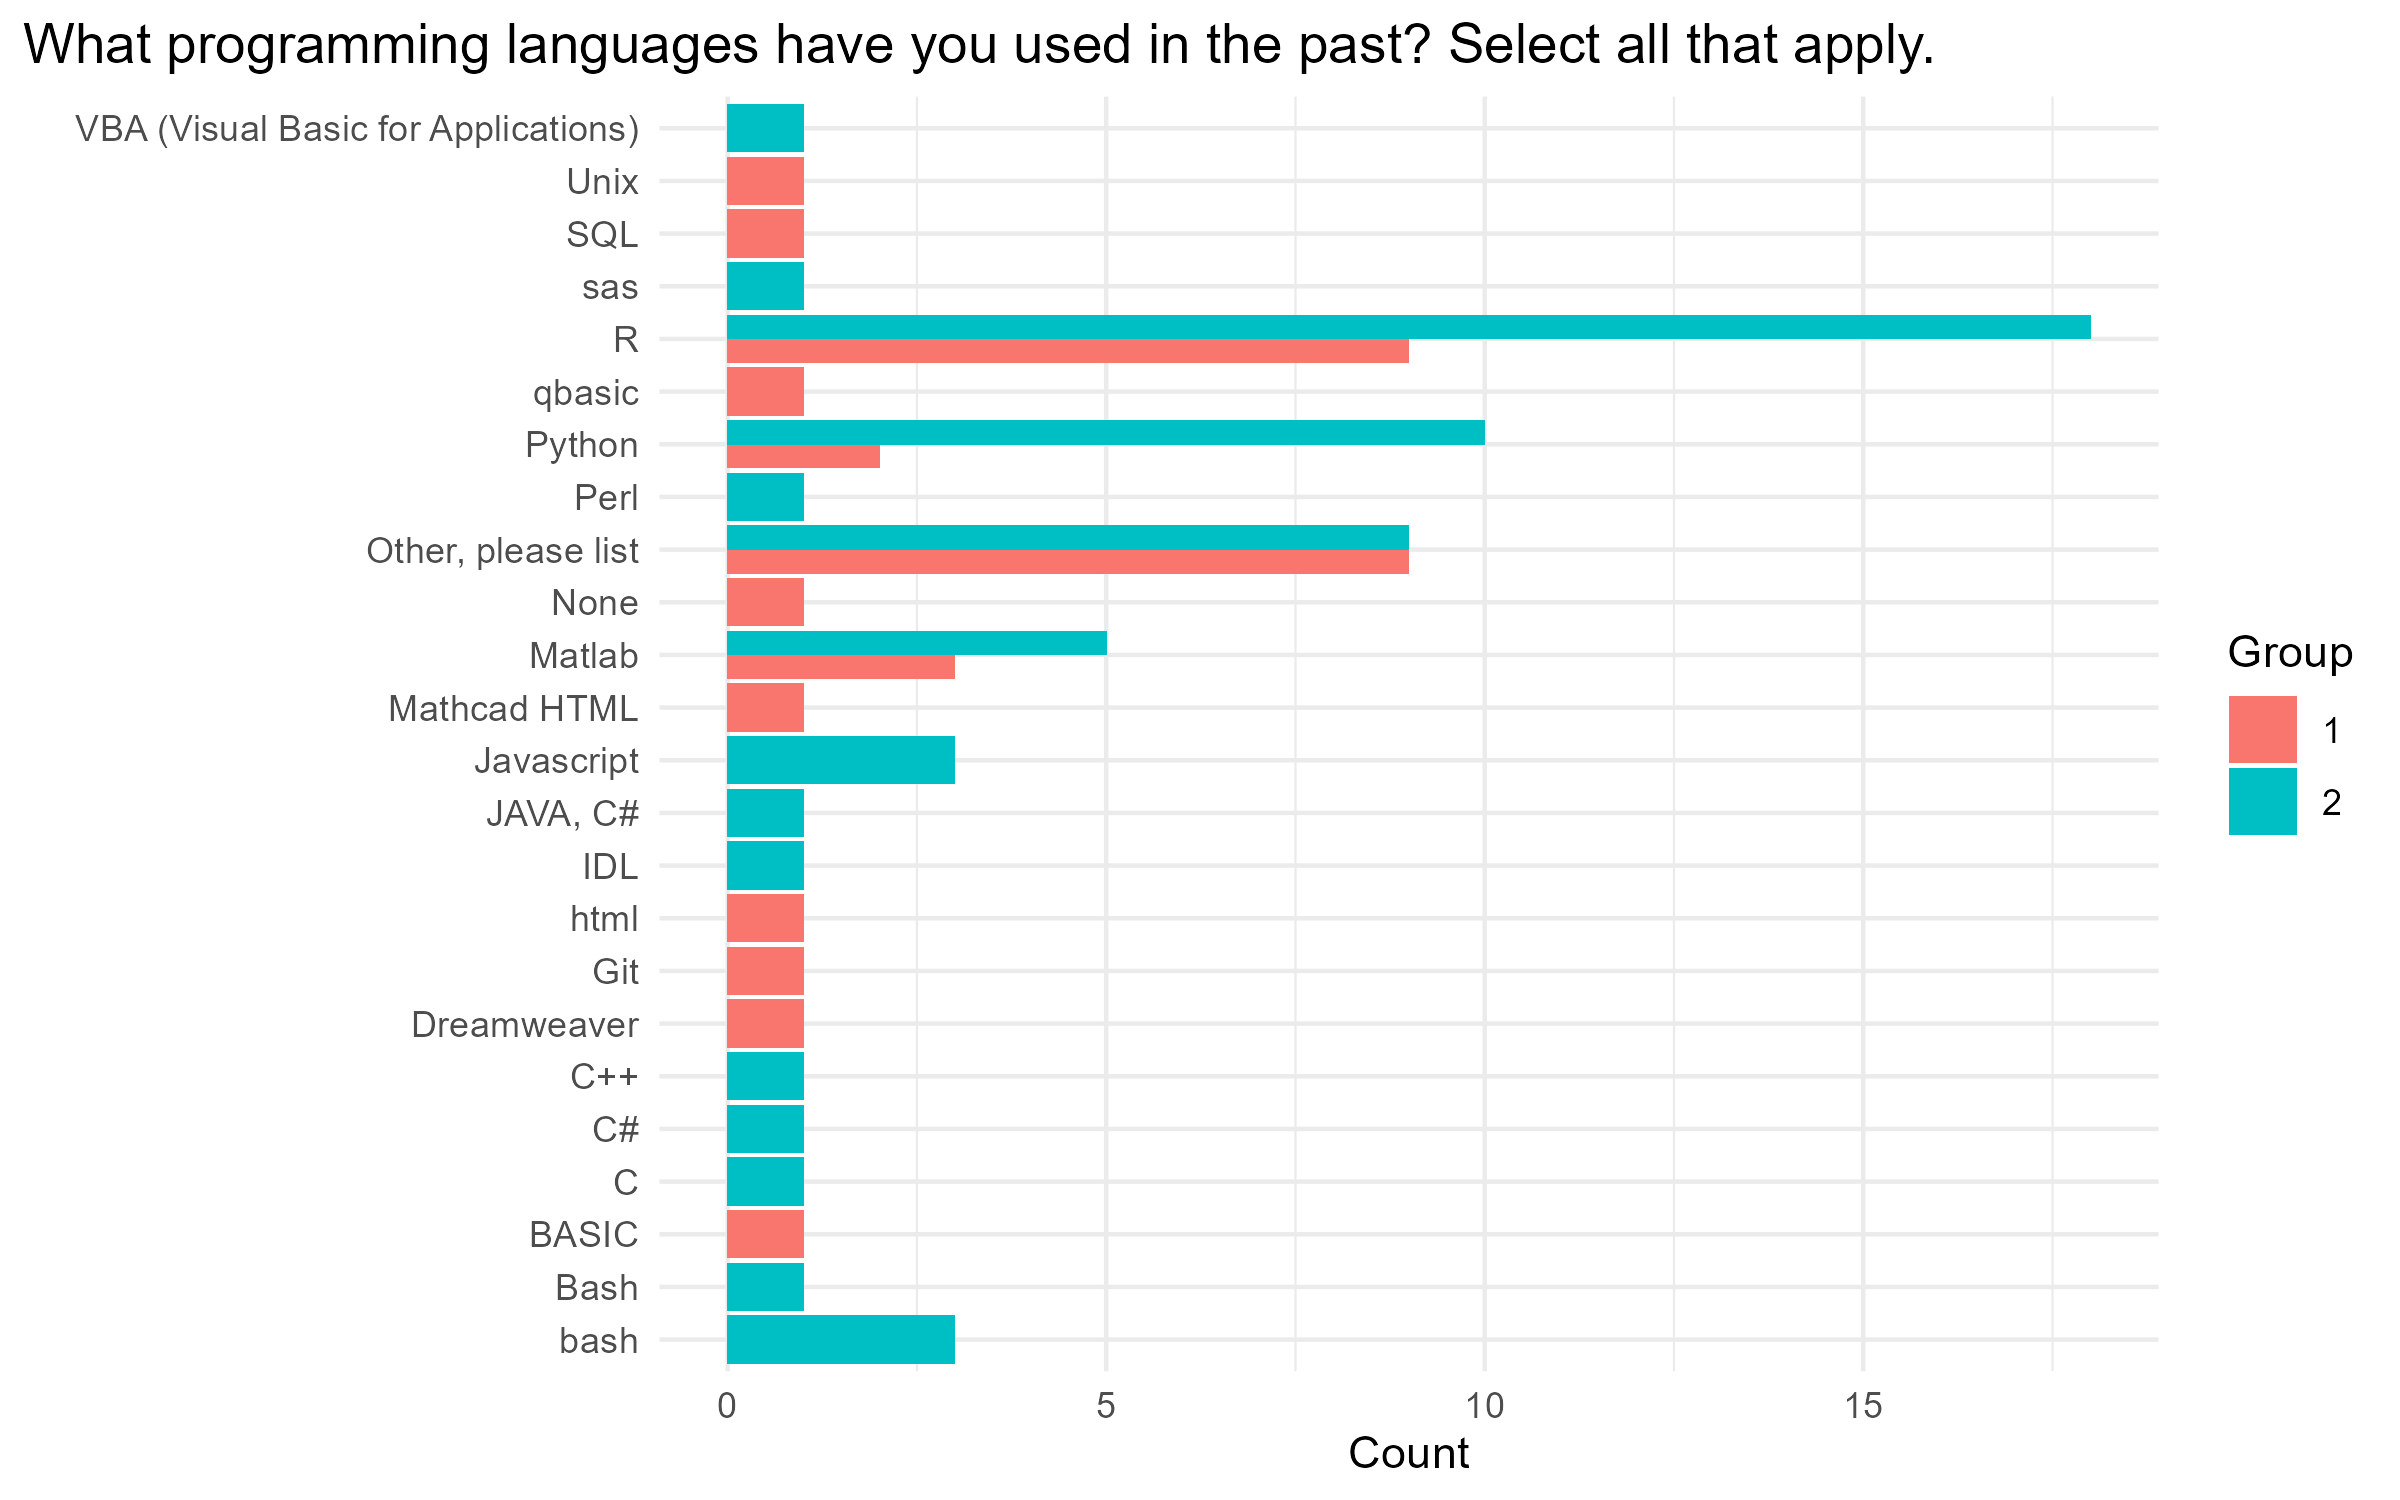 What programming languages have you used in the past? Select all that apply.
VBA (Visual Basic for Applications)
Unix
SQL
sas
R
qbasic
Python
Perl
Other, please list
None
Matlab
Mathcad HTML
Javascript
JAVA, C#
IDL
html
Git
Dreamweaver
C++
C#
C
BASIC
Bash
bash
0 5 10 15
Count
Group
1
2